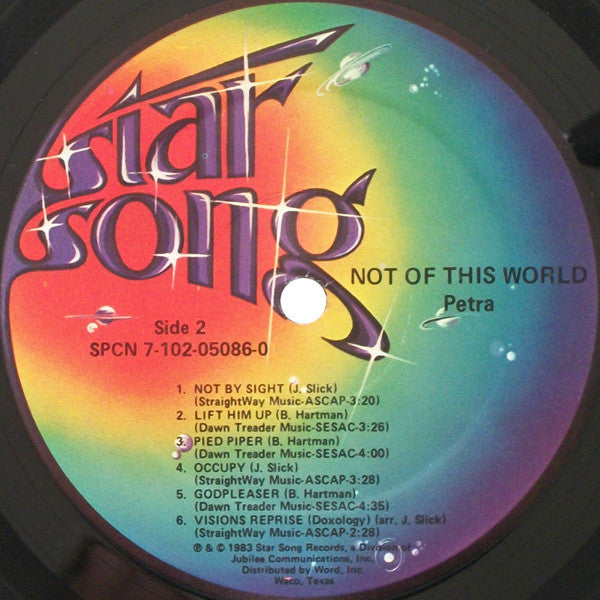 star
song
NOT OF THIS WORLD
Petra
Side 2
SPCN 7-102-05086-0
1. NOT BY SIGHT (J. Slick)
(StraightWay Music-ASCAP-3:20)
2. LIFT HIM UP (B. Hartman)
(Dawn Treader Music-SESAC-3:26)
3. PIED PIPER (B. Hartman)
(Dawn Treader Music-SESAC-4:00)
4. OCCUPY (J. Slick)
(StraightWay Music-ASCAP-3:28)
5. GODPLEASER (B. Hartman)
(Dawn Treader Music-SESAC-4:35)
6. VISIONS REPRISE (Doxology) (arr. J. Slick)
(StraightWay Music-ASCAP-2:28)
℗ & © 1983 Star Song Records, a Division of
Jubilee Communications, Inc.
Distributed by Word, Inc.
Waco, Texas